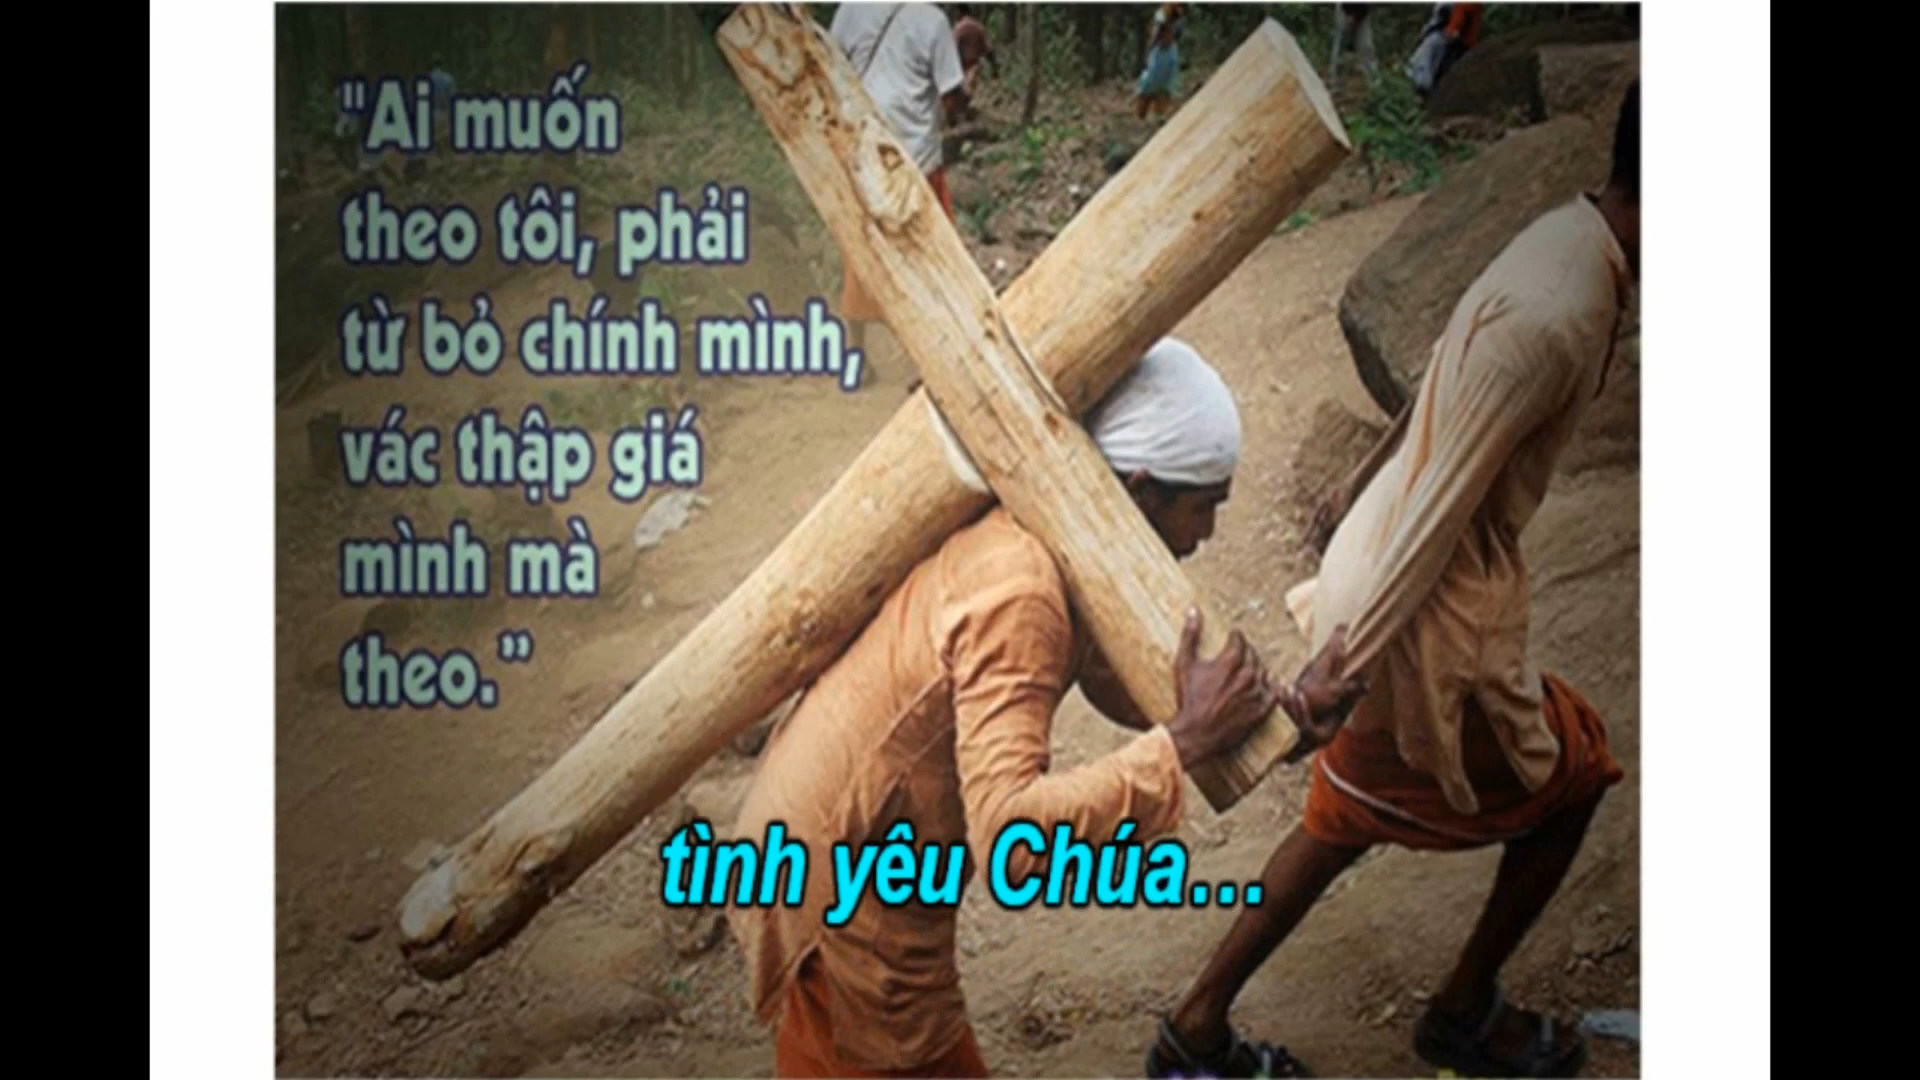 "Ai muốn
theo tôi, phải
từ bỏ chính mình,
vác thập giá
mình mà
theo.”
tình yêu Chúa...